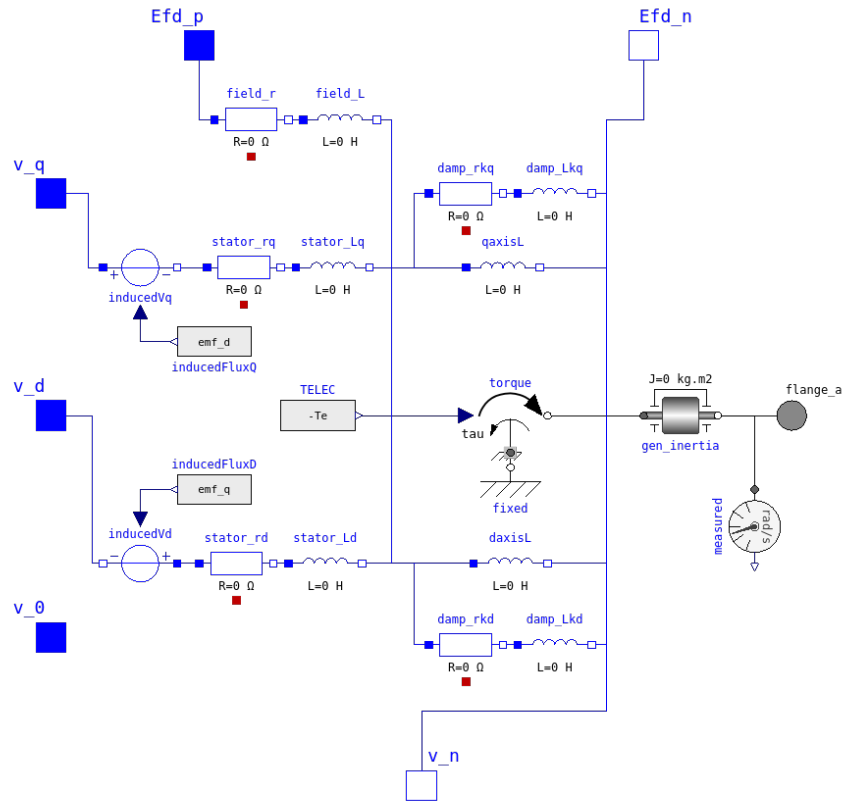 Efd_p
Efd_n
field_r
field_L
R=0 Ω
L=0 H
v_q
damp_rkq
damp_Lkq
R=0 Ω
L=0 H
stator_rq
stator_Lq
qaxisL
+
−
R=0 Ω
L=0 H
L=0 H
inducedVq
emf_d
inducedFluxQ
v_d
TELEC
torque
J=0 kg.m2
flange_a
-Te
tau
gen_inertia
inducedFluxD
emf_q
fixed
measured
rad/s
inducedVd
stator_rd
stator_Ld
daxisL
−
+
R=0 Ω
L=0 H
L=0 H
v_0
damp_rkd
damp_Lkd
R=0 Ω
L=0 H
v_n